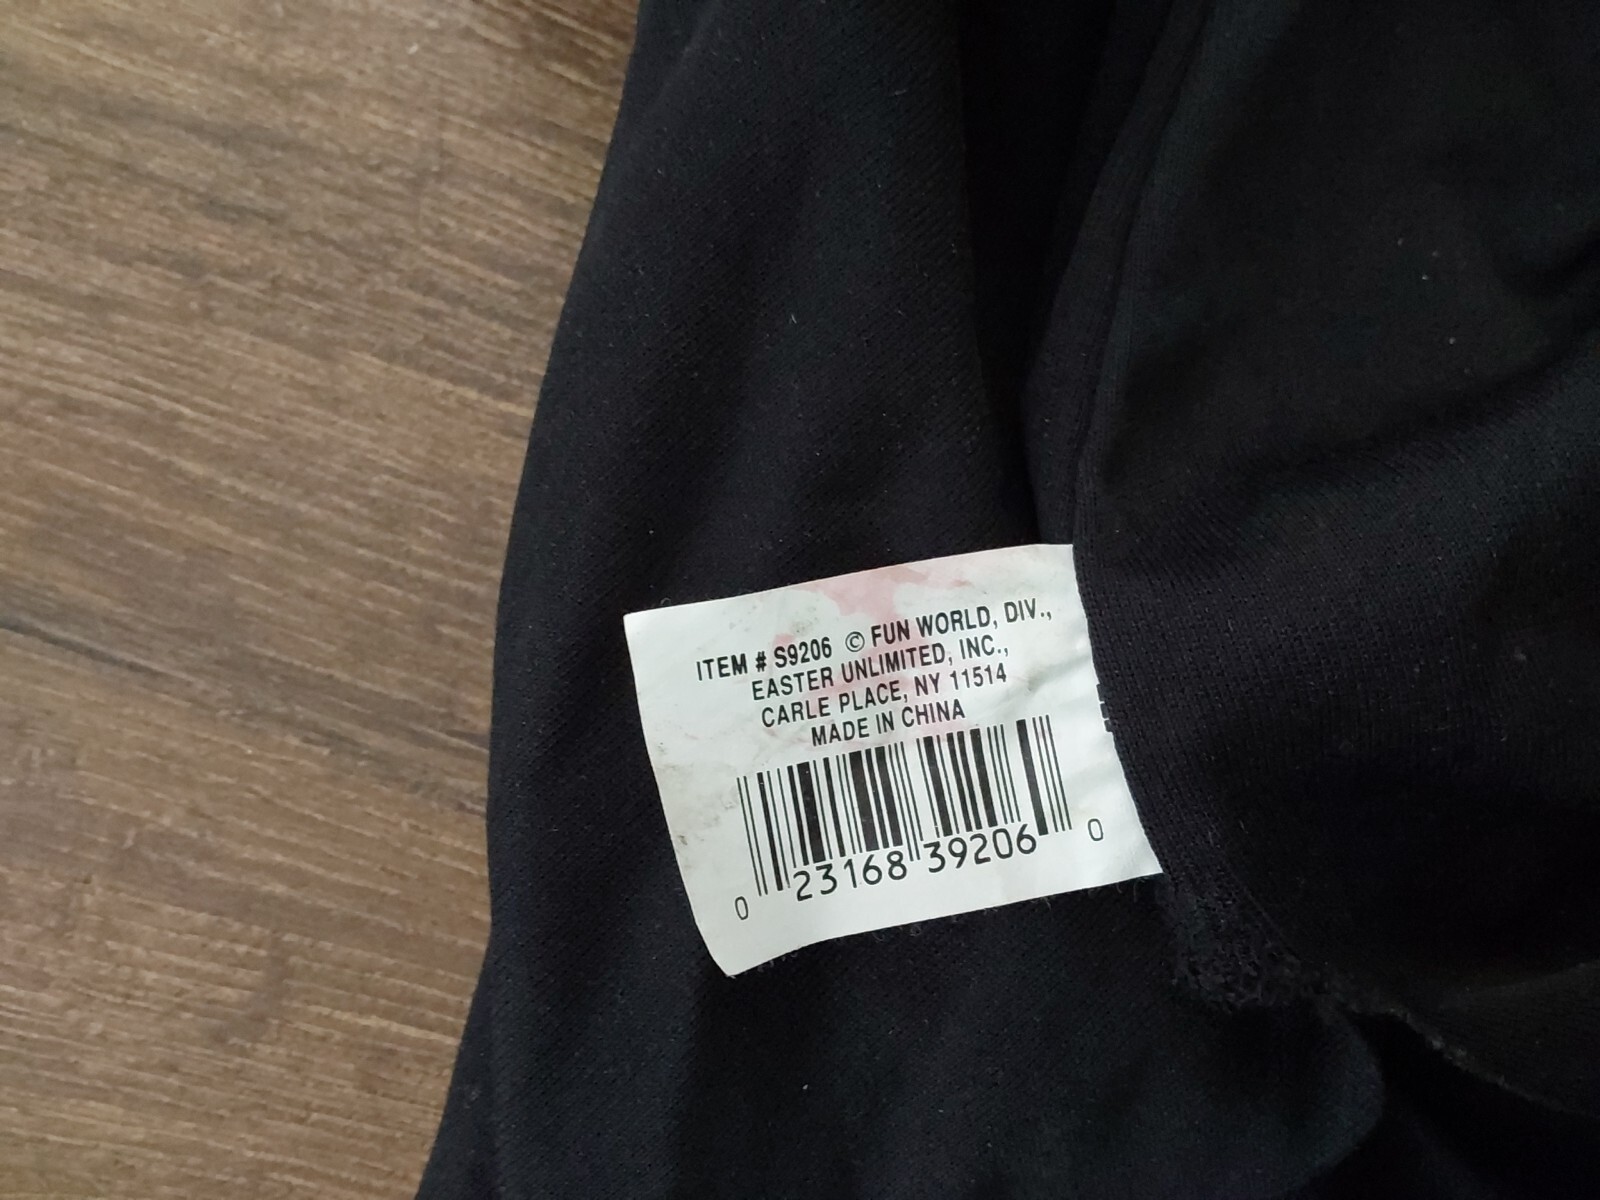 ITEM # S9206 © FUN WORLD, DIV.,
EASTER UNLIMITED, INC.,
CARLE PLACE, NY 11514
MADE IN CHINA
0 23168 39206 0